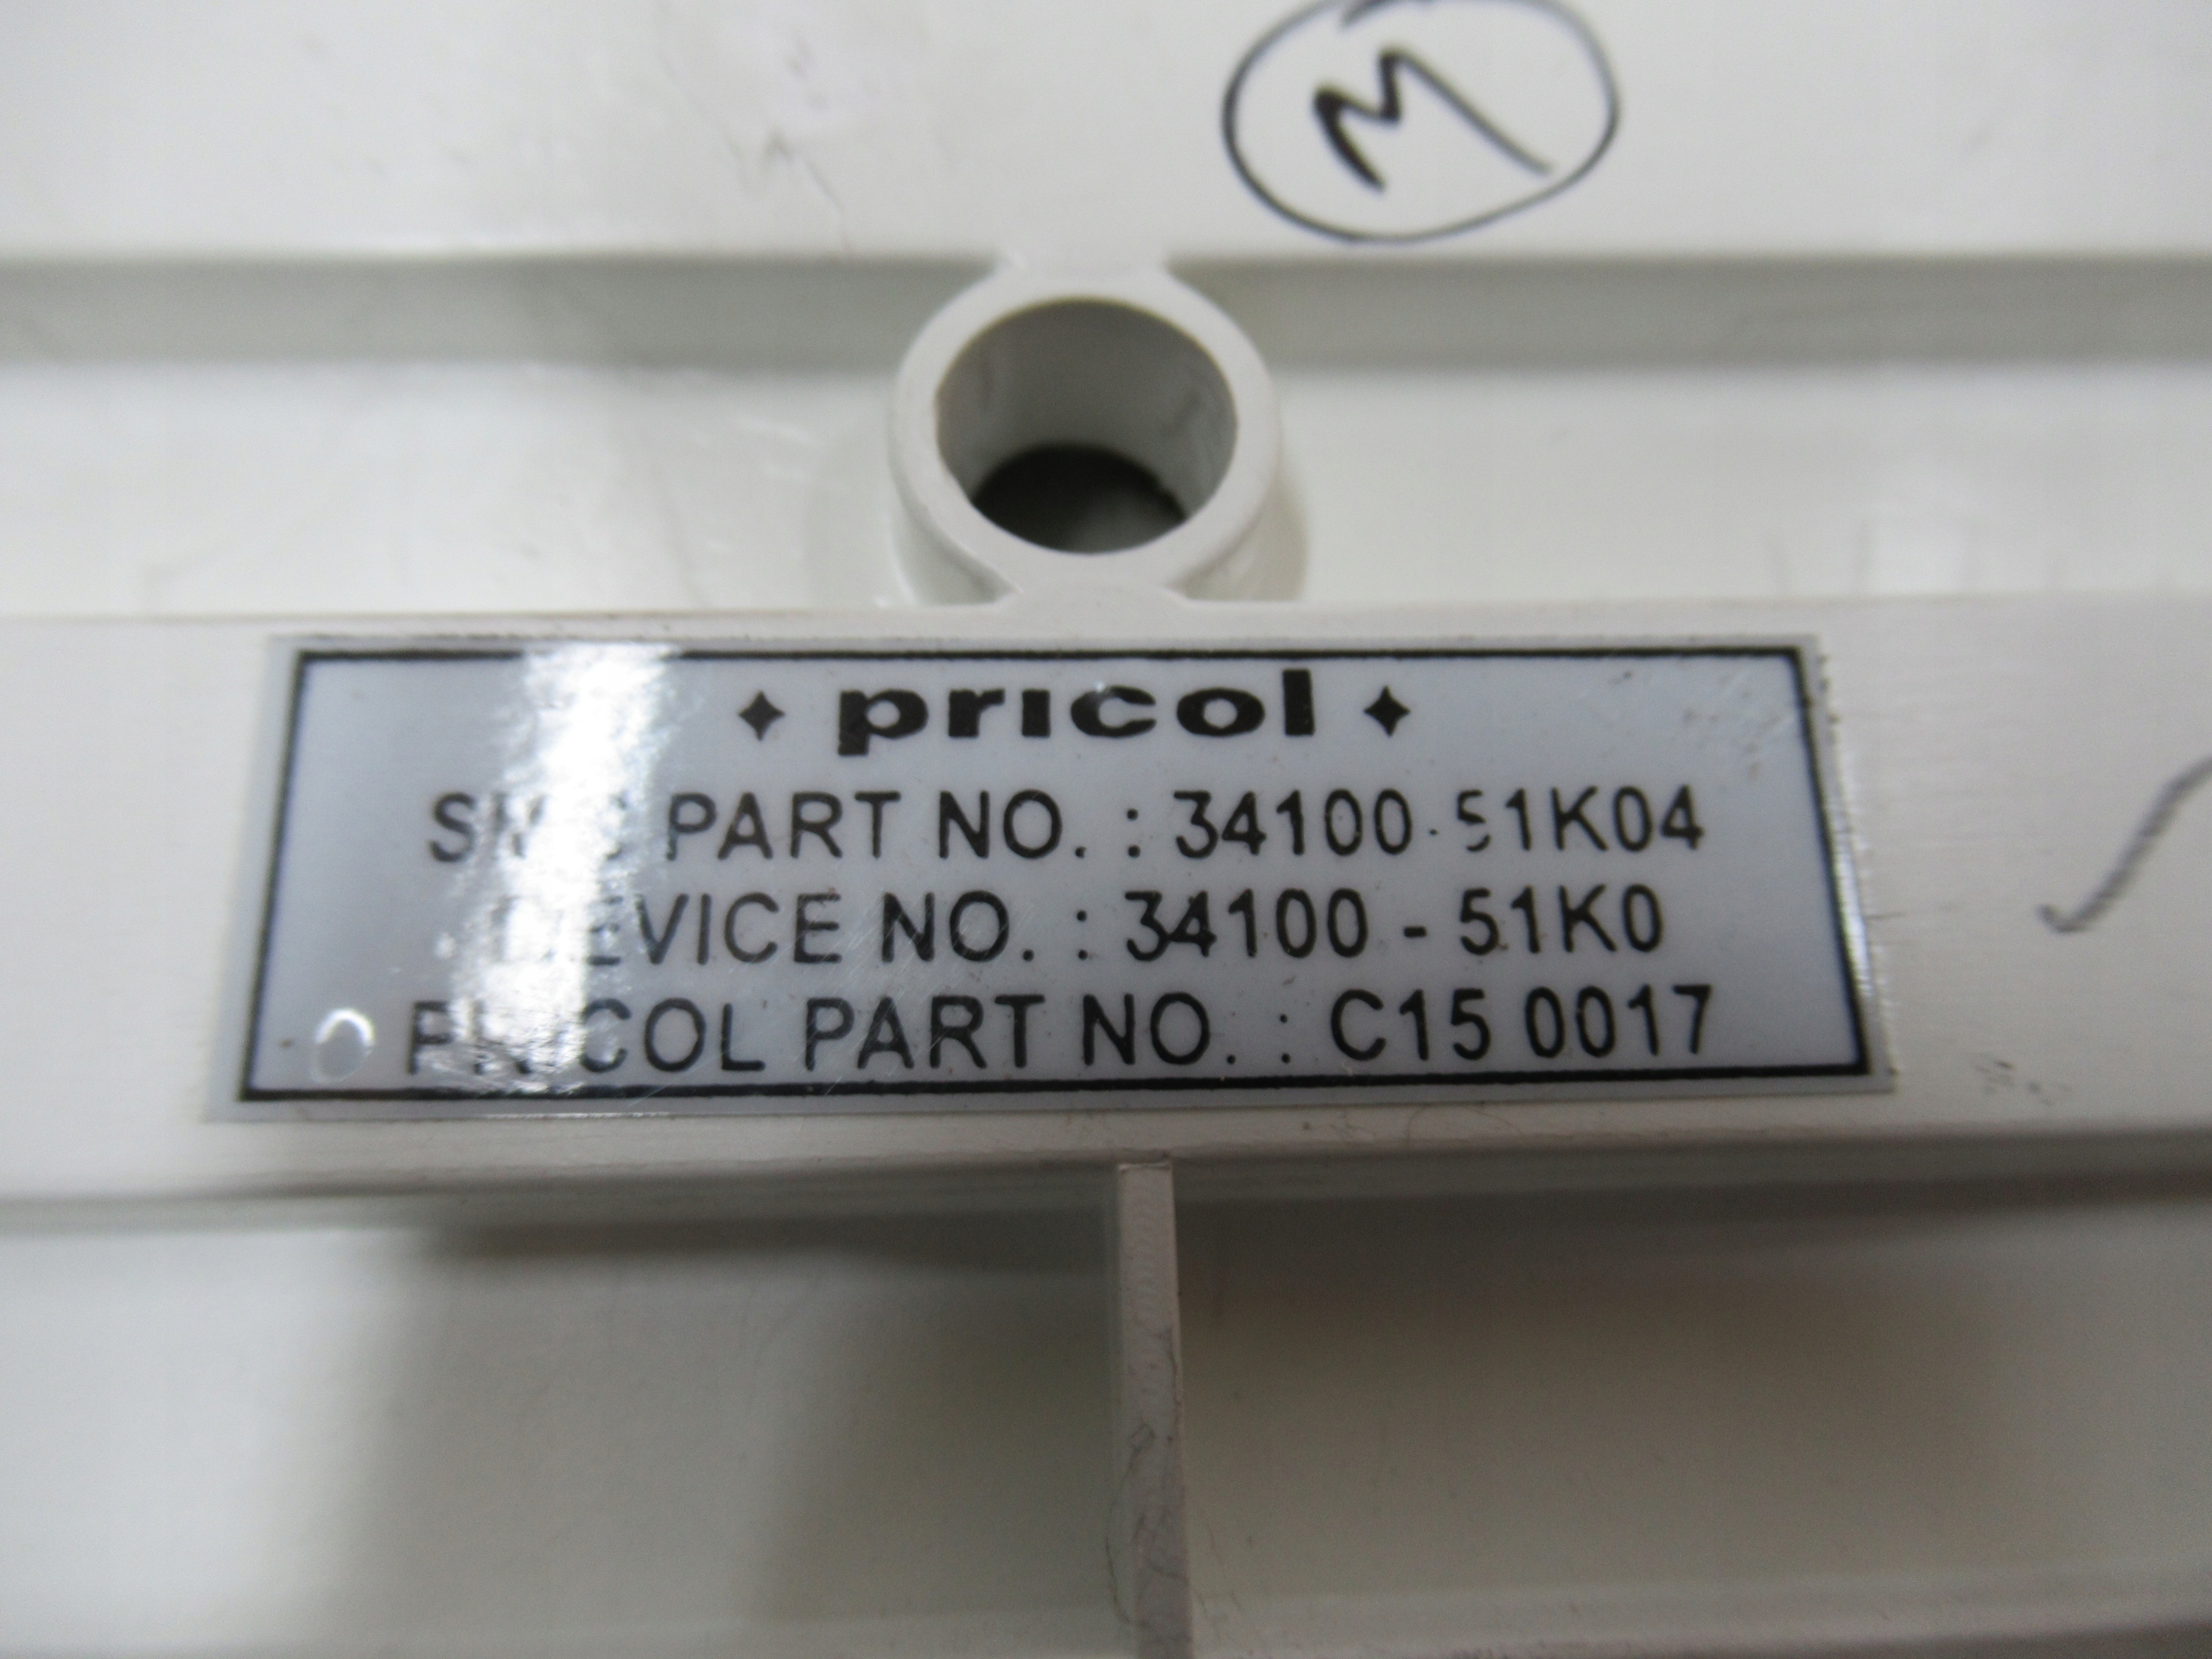 M
pricol
PART NO. : 34100-51K04
DEVICE NO. : 34100 - 51K0
PRICOL PART NO. : C15 0017